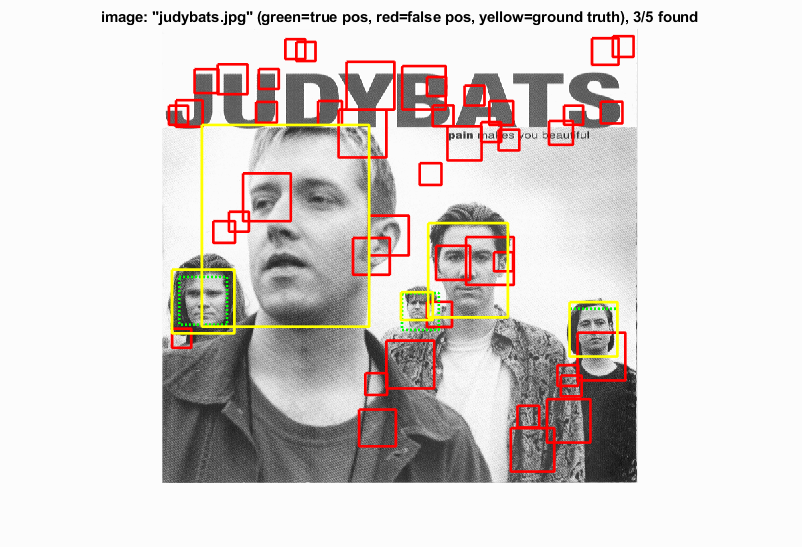 image: "judybats.jpg" (green=true pos, red=false pos, yellow=ground truth), 3/5 found
JUDYBATS
pain makes you beautiful